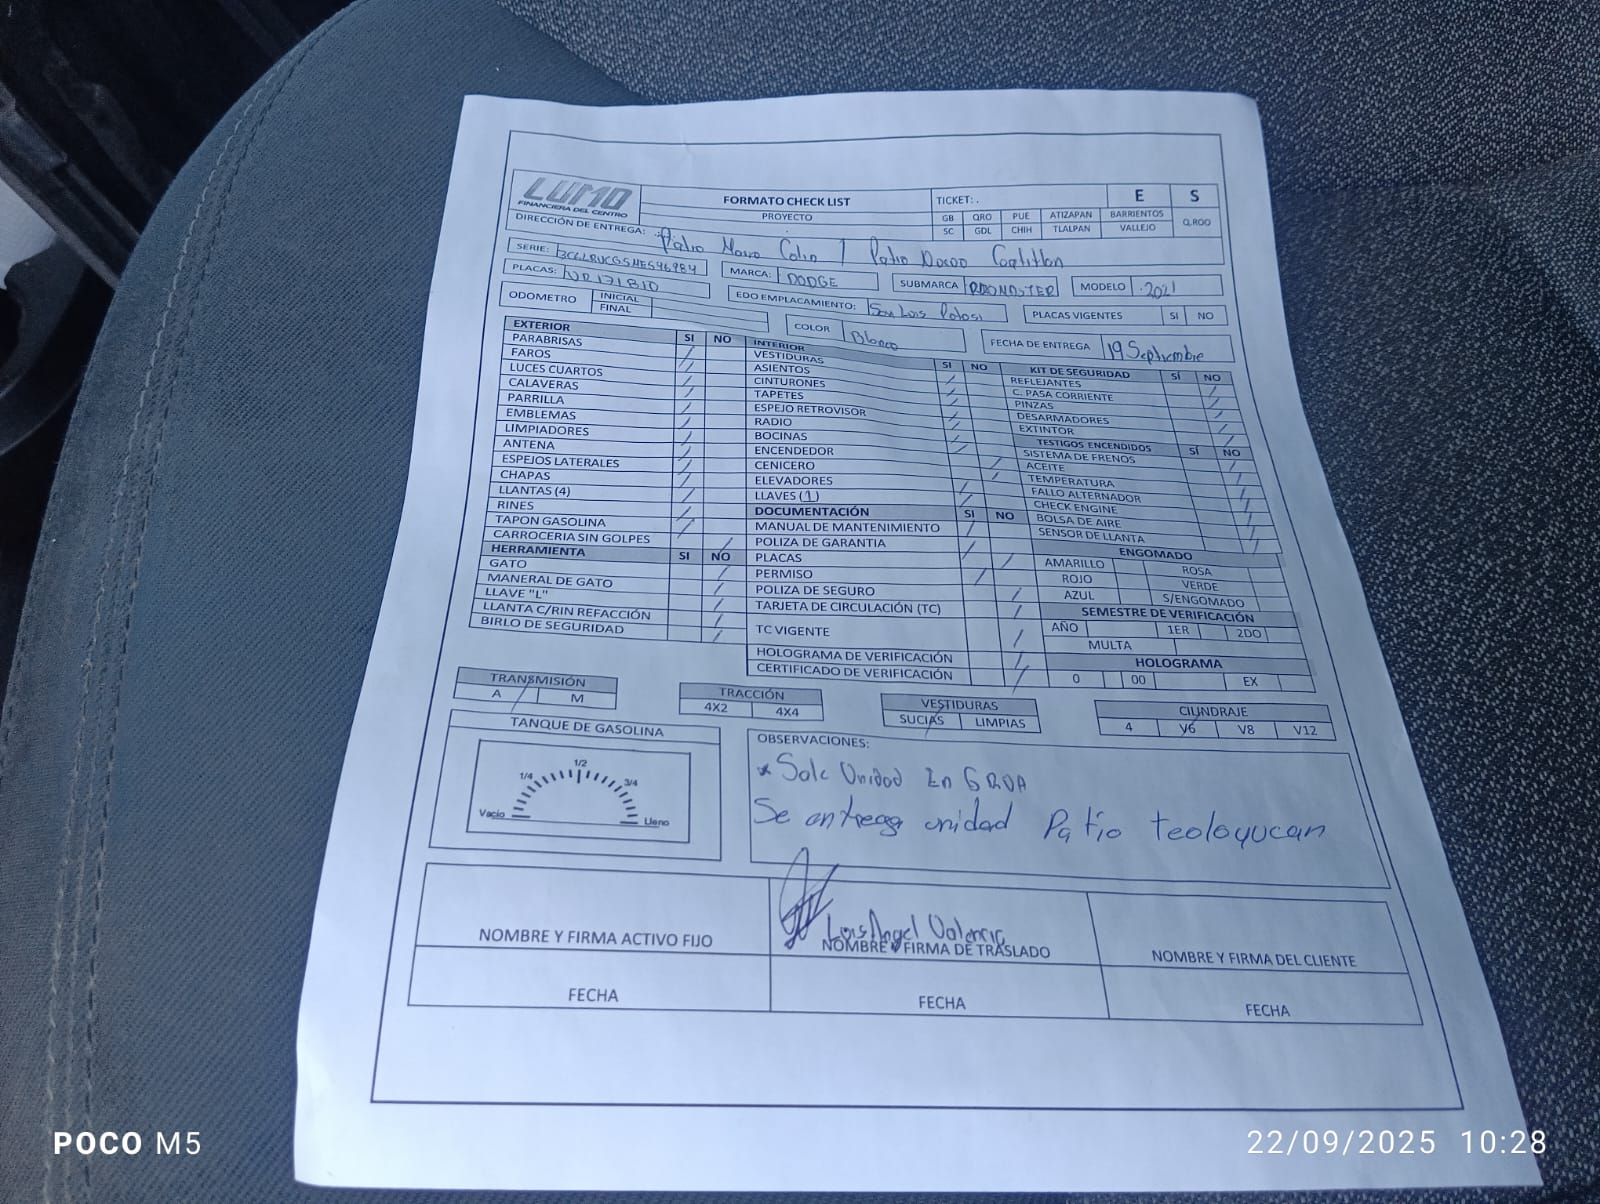 LUMO
FINANCIERA DEL CENTRO
FORMATO CHECK LIST
PROYECTO
TICKET: .
E S
GB QRO PUE ATIZAPAN BARRIENTOS Q.ROO
SC GDL CHIH TLALPAN VALLEJO
DIRECCIÓN DE ENTREGA: Patio Colin / Patio Coatitlan
SERIE:
PLACAS:
MARCA: DODGE
SUBMARCA
MODELO 2021
ODOMETRO INICIAL
FINAL
EDO EMPLACAMIENTO: San Luis Potosi
PLACAS VIGENTES SI NO
COLOR Blanco
FECHA DE ENTREGA 19 Septiembre
EXTERIOR SI NO
PARABRISAS
FAROS
LUCES CUARTOS
CALAVERAS
PARRILLA
EMBLEMAS
LIMPIADORES
ANTENA
ESPEJOS LATERALES
CHAPAS
LLANTAS (4)
RINES
TAPON GASOLINA
CARROCERIA SIN GOLPES
HERRAMIENTA SI NO
GATO
MANERAL DE GATO
LLAVE "L"
LLANTA C/RIN REFACCIÓN
BIRLO DE SEGURIDAD
INTERIOR SI NO
VESTIDURAS
ASIENTOS
CINTURONES
TAPETES
ESPEJO RETROVISOR
RADIO
BOCINAS
ENCENDEDOR
CENICERO
ELEVADORES
LLAVES (1)
DOCUMENTACIÓN SI NO
MANUAL DE MANTENIMIENTO
POLIZA DE GARANTIA
PLACAS
PERMISO
POLIZA DE SEGURO
TARJETA DE CIRCULACIÓN (TC)
TC VIGENTE
HOLOGRAMA DE VERIFICACIÓN
CERTIFICADO DE VERIFICACIÓN
KIT DE SEGURIDAD SÍ NO
REFLEJANTES
C. PASA CORRIENTE
PINZAS
DESARMADORES
EXTINTOR
TESTIGOS ENCENDIDOS SÍ NO
SISTEMA DE FRENOS
ACEITE
TEMPERATURA
FALLO ALTERNADOR
CHECK ENGINE
BOLSA DE AIRE
SENSOR DE LLANTA
ENGOMADO
AMARILLO ROSA
ROJO VERDE
AZUL S/ENGOMADO
SEMESTRE DE VERIFICACIÓN
AÑO 1ER 2DO
MULTA
HOLOGRAMA
0 00 EX
TRANSMISIÓN
A M
TRACCIÓN
4X2 4X4
VESTIDURAS
SUCIAS LIMPIAS
CILINDRAJE
4 V6 V8 V12
TANQUE DE GASOLINA
1/4 1/2 3/4
Vacio Lleno
OBSERVACIONES:
* Sale Unidad En GRUA
Se entrega unidad Patio teoloyucan
Luis Angel Valencia
NOMBRE Y FIRMA ACTIVO FIJO
NOMBRE Y FIRMA DE TRASLADO
NOMBRE Y FIRMA DEL CLIENTE
FECHA
FECHA
FECHA
POCO M5
22/09/2025 10:28